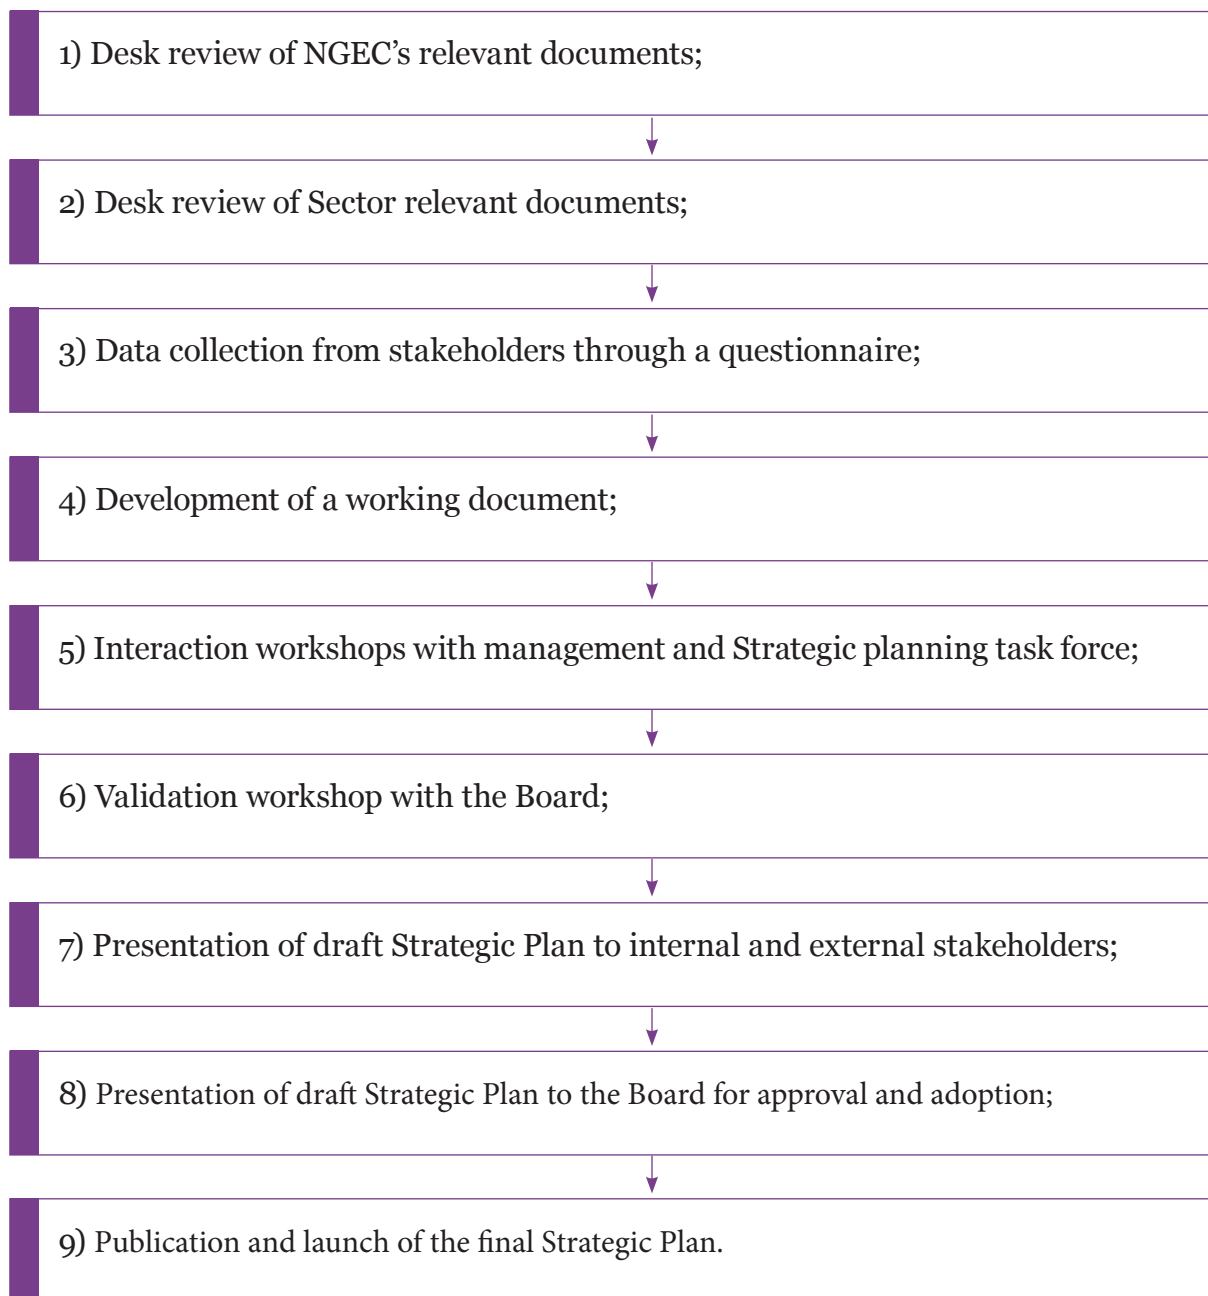 1) Desk review of NGEC’s relevant documents;
2) Desk review of Sector relevant documents;
3) Data collection from stakeholders through a questionnaire;
4) Development of a working document;
5) Interaction workshops with management and Strategic planning task force;
6) Validation workshop with the Board;
7) Presentation of draft Strategic Plan to internal and external stakeholders;
8) Presentation of draft Strategic Plan to the Board for approval and adoption;
9) Publication and launch of the final Strategic Plan.